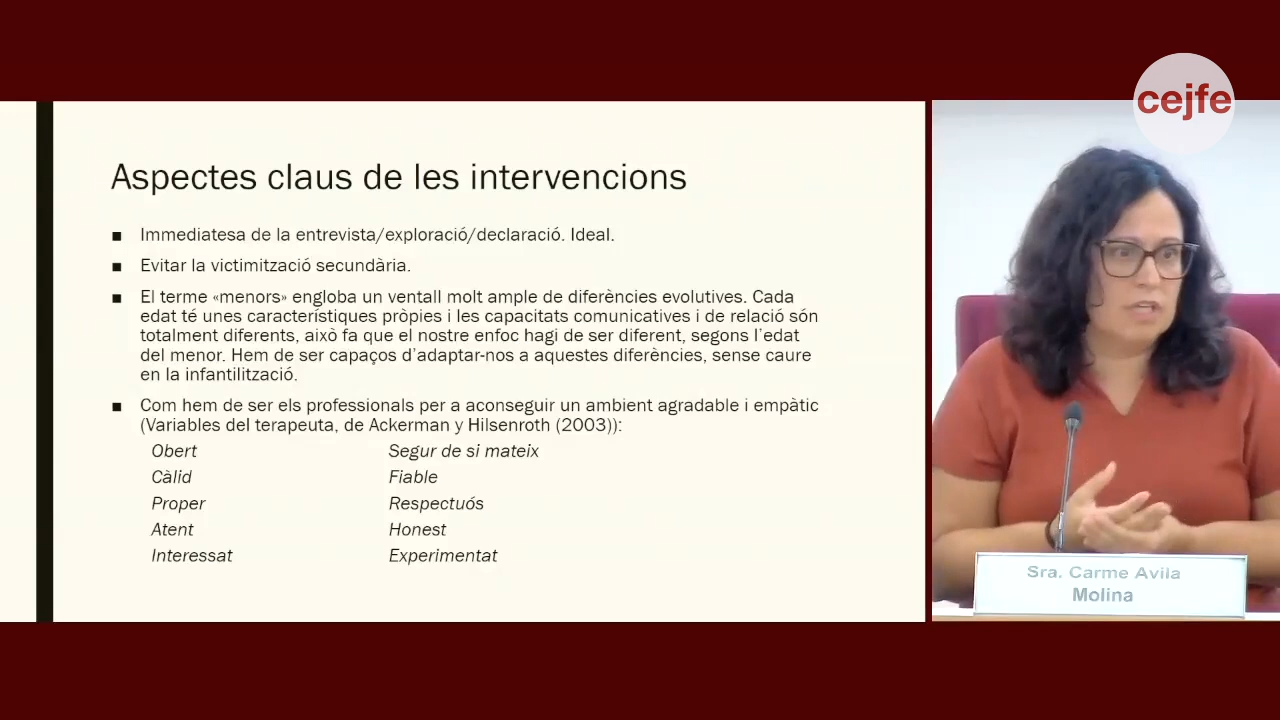 cejfe
Aspectes claus de les intervencions
■ Immediatesa de la entrevista/exploració/declaració. Ideal.
■ Evitar la victimització secundària.
■ El terme «menors» engloba un ventall molt ample de diferències evolutives. Cada
edat té unes característiques pròpies i les capacitats comunicatives i de relació són
totalment diferents, això fa que el nostre enfoc hagi de ser diferent, segons l'edat
del menor. Hem de ser capaços d'adaptar-nos a aquestes diferències, sense caure
en la infantilització.
■ Com hem de ser els professionals per a aconseguir un ambient agradable i empàtic
(Variables del terapeuta, de Ackerman y Hilsenroth (2003)):
Obert Segur de si mateix
Càlid Fiable
Proper Respectuós
Atent Honest
Interessat Experimentat
Sra. Carme Avila
Molina